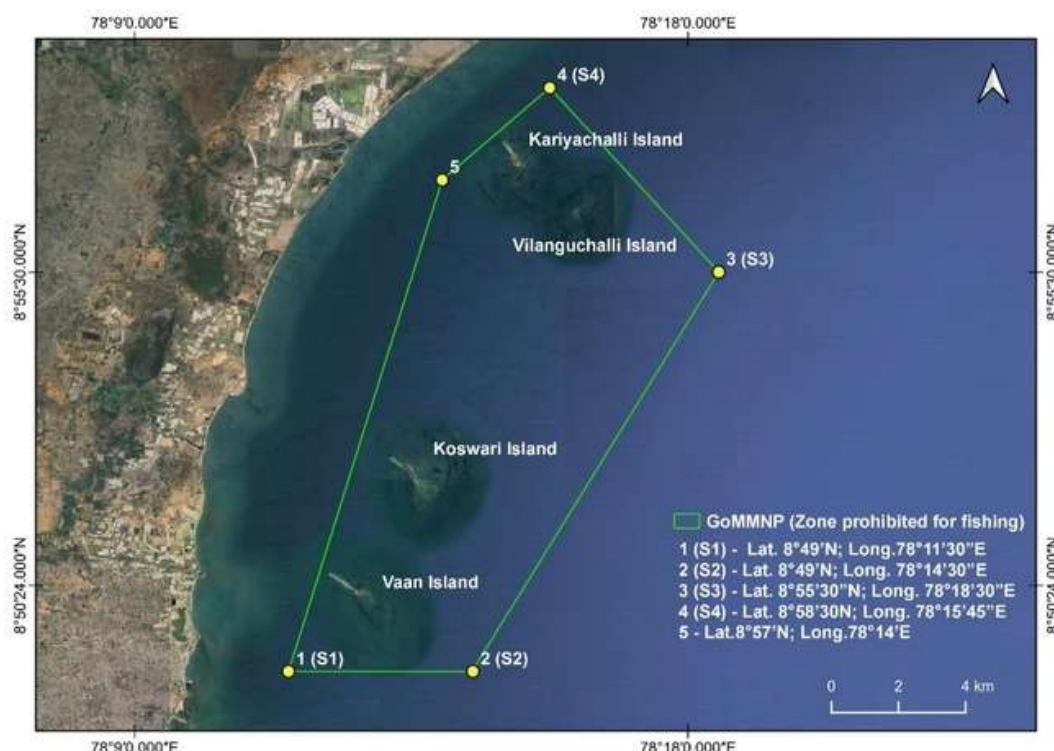 78°9'0.000"E
78°18'0.000"E
4 (S4)
Kariyachalli Island
5
Vilanguchalli Island
3 (S3)
8°55'30.000"N
8°55'30.000"N
Koswari Island
GoMMNP (Zone prohibited for fishing)
1 (S1) - Lat. 8°49'N; Long.78°11'30"E
2 (S2) - Lat. 8°49'N; Long. 78°14'30"E
3 (S3) - Lat. 8°55'30"N; Long. 78°18'30"E
4 (S4) - Lat. 8°58'30N; Long. 78°15'45"E
5 - Lat.8°57'N; Long.78°14'E
Vaan Island
8°50'24.000"N
8°50'24.000"N
1 (S1)
2 (S2)
0 2 4 km
78°9'0.000"E
78°18'0.000"E